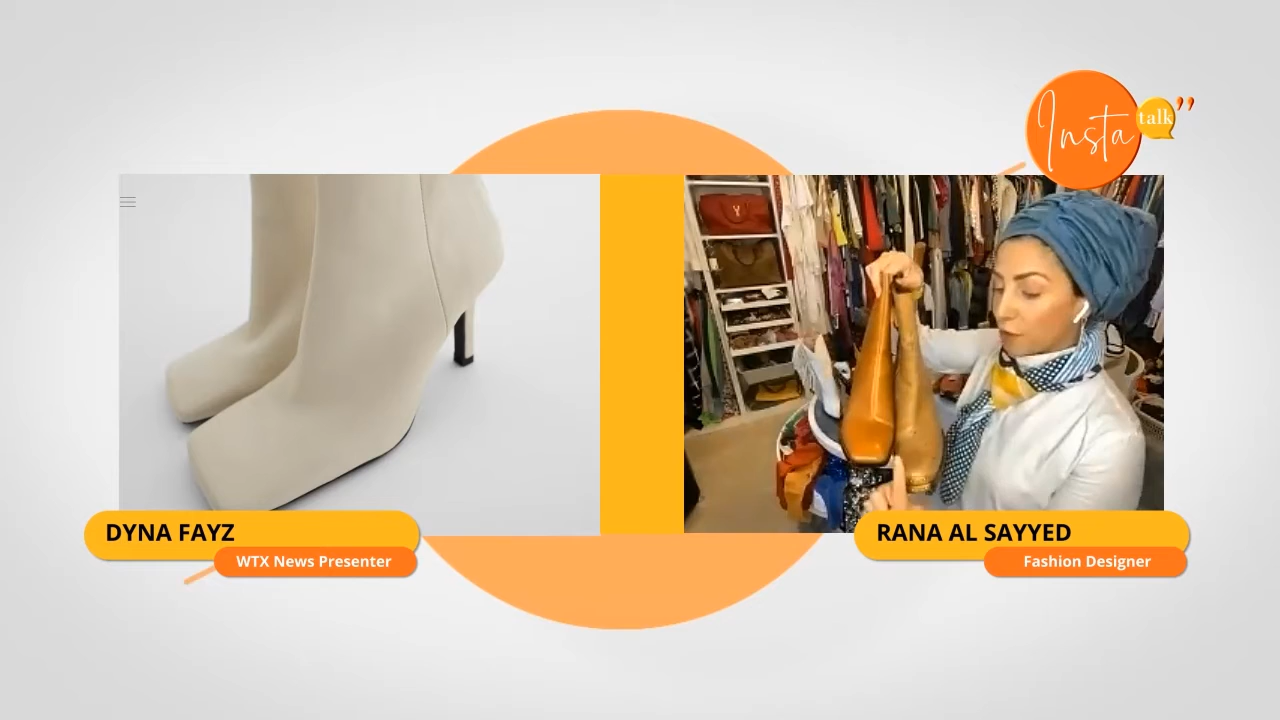 Insta talk"
DYNA FAYZ
WTX News Presenter
RANA AL SAYYED
Fashion Designer